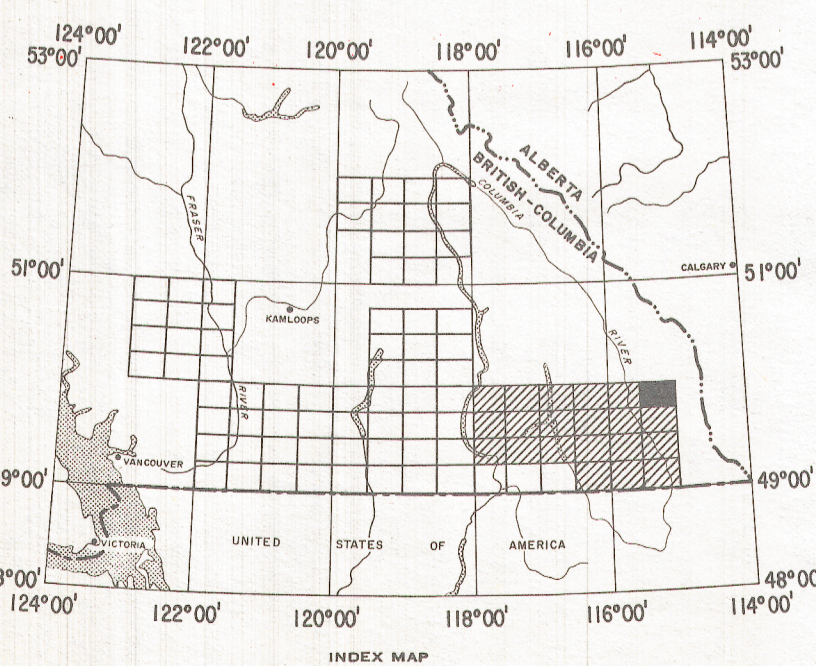 124°00'
122°00'
120°00'
118°00'
116°00'
114°00'
53°00'
53°00'
ALBERTA
BRITISH-COLUMBIA
COLUMBIA
FRASER
51°00'
CALGARY
51°00'
KAMLOOPS
RIVER
RIVER
VANCOUVER
9°00'
49°00'
VICTORIA
UNITED STATES OF AMERICA
8°00'
48°00
124°00'
122°00'
120°00'
118°00'
116°00'
114°00'
INDEX MAP